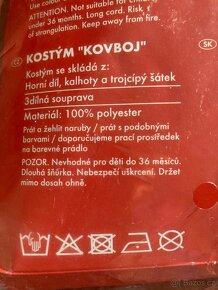 ATTENTION. Not suitable
under 36 months. Long cord. Risk
of strangulation. Keep away from fire.
CZ
SK
KOSTÝM "KOVBOJ"
Kostým se skládá z:
Horní díl, kalhoty a trojcípý šátek
3dílná souprava
Materiál: 100% polyester
Prát a žehlit naruby / prát s podobnými
barvami / doporučujeme prací prostředek
na barevné prádlo
POZOR. Nevhodné pro děti do 36 měsíců.
Dlouhá šňůrka. Nebezpečí uškrcení. Držet
mimo dosah ohně.